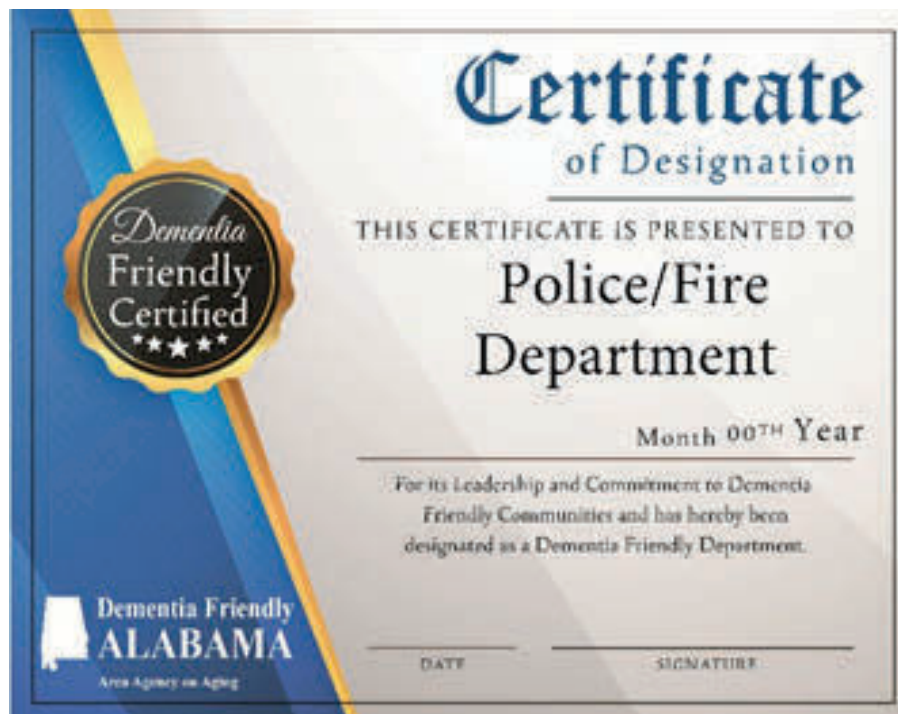 Certificate
of Designation
THIS CERTIFICATE IS PRESENTED TO
Police/Fire
Department
Month 00TH Year
For its Leadership and Commitment to Dementia
Friendly Communities and has hereby been
designated as a Dementia Friendly Department.
DATE
SIGNATURE
Dementia
Friendly
Certified
Dementia Friendly
ALABAMA
Area Agency on Aging